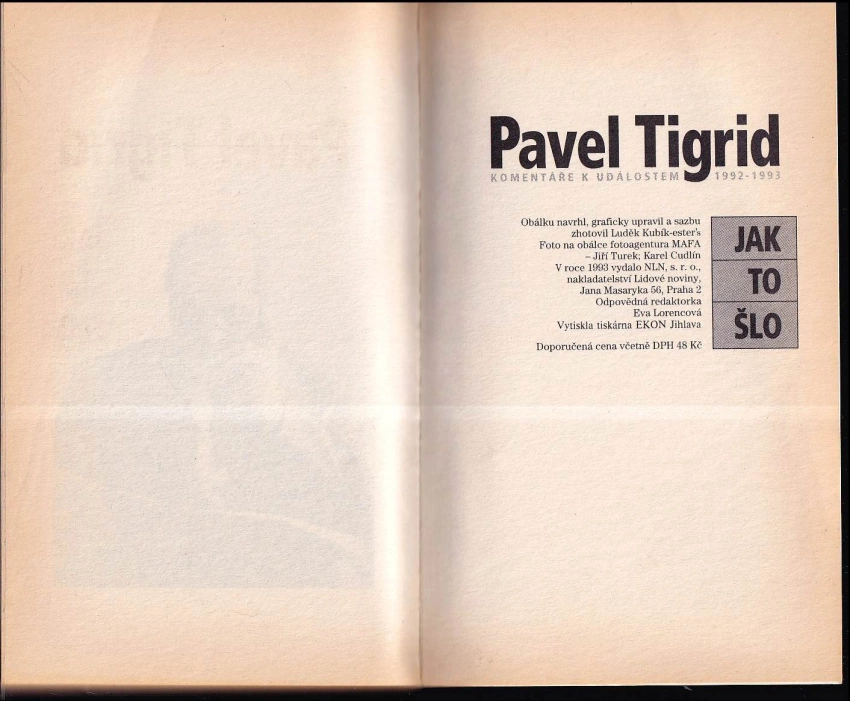 Pavel Tigrid
KOMENTÁŘE K UDÁLOSTEM 1992-1993
Obálku navrhl, graficky upravil a sazbu
zhotovil Luděk Kubík-ester's
Foto na obálce fotoagentura MAFA
– Jiří Turek; Karel Cudlín
V roce 1993 vydalo NLN, s. r. o.,
nakladatelství Lidové noviny,
Jana Masaryka 56, Praha 2
Odpovědná redaktorka
Eva Lorencová
Vytiskla tiskárna EKON Jihlava
Doporučená cena včetně DPH 48 Kč
JAK
TO
ŠLO